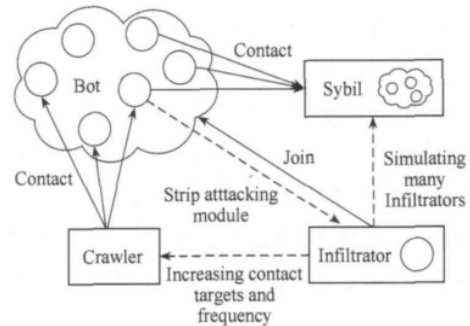 Contact
Bot
Sybil
Contact
Join
Simulating
many
Infiltrators
Strip atttacking
module
Crawler
Infiltrator
Increasing contact
targets and
frequency